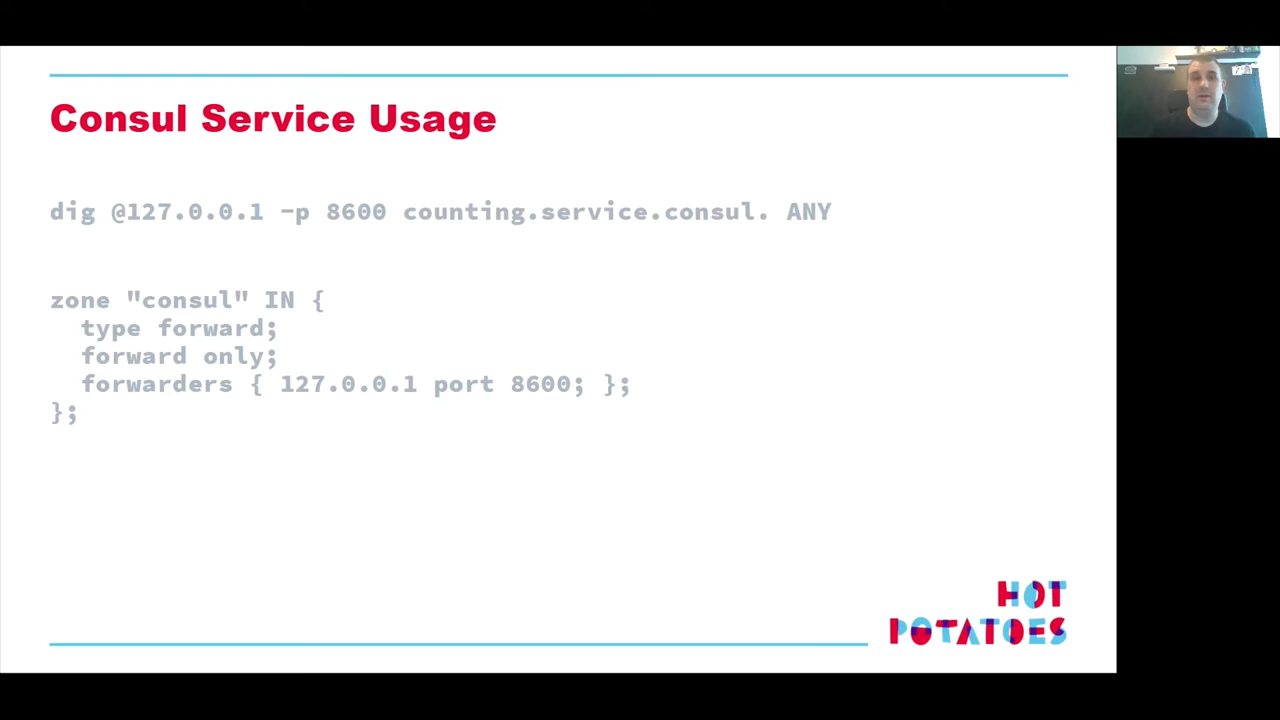 Consul Service Usage
dig @127.0.0.1 -p 8600 counting.service.consul. ANY
zone "consul" IN {
  type forward;
  forward only;
  forwarders { 127.0.0.1 port 8600; };
};
HOT
POTATOES